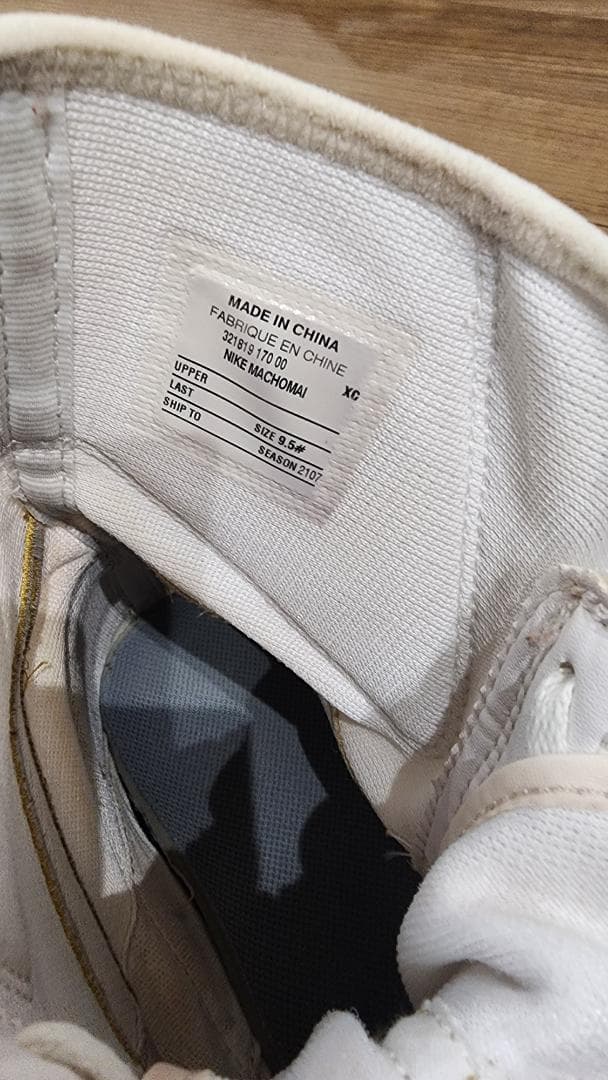 MADE IN CHINA
FABRIQUE EN CHINE
321819 170 00
NIKE MACHOMAI XC
UPPER
LAST SIZE 9.5#
SHIP TO SEASON 2107